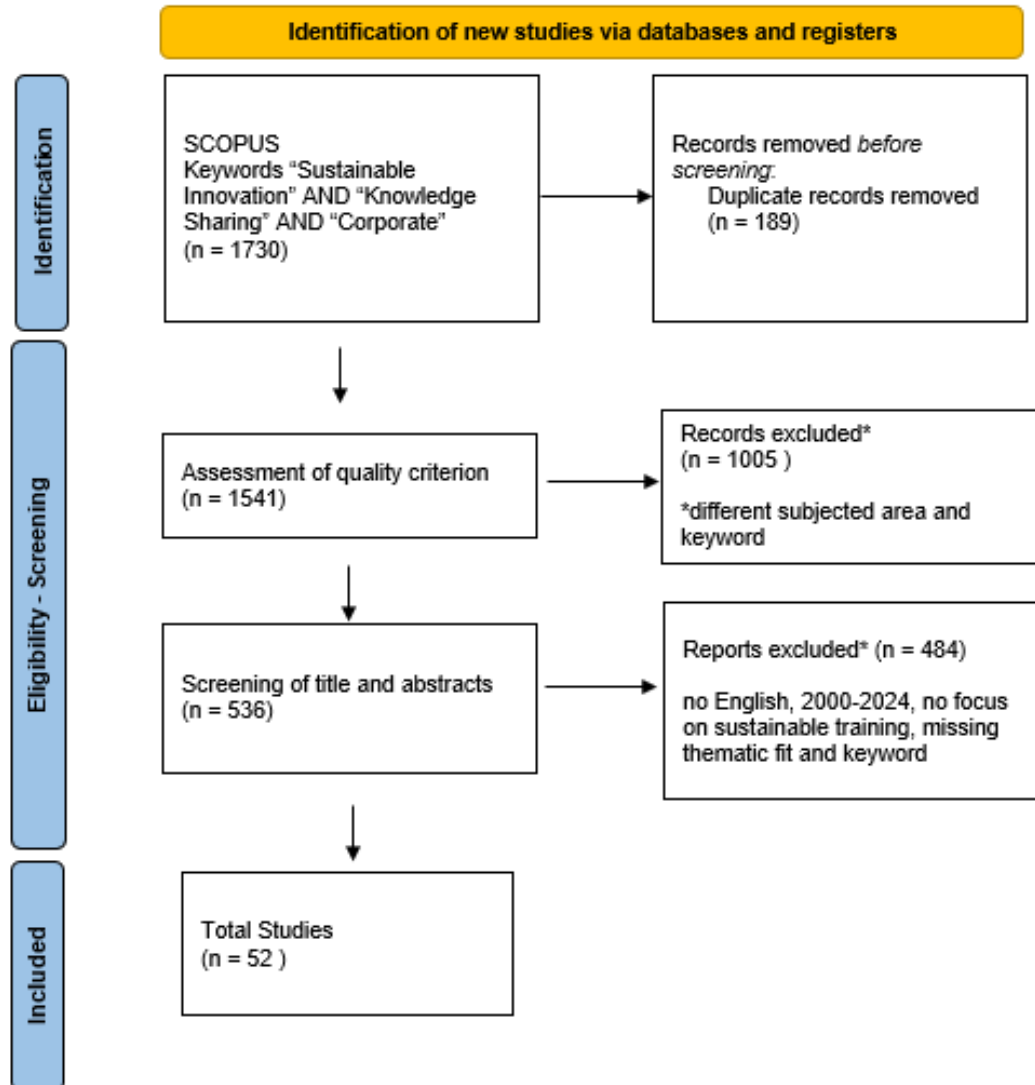 Identification of new studies via databases and registers
Identification
SCOPUS
Keywords “Sustainable
Innovation” AND “Knowledge
Sharing” AND “Corporate”
(n = 1730)
Records removed before
screening:
Duplicate records removed
(n = 189)
Eligibility - Screening
Assessment of quality criterion
(n = 1541)
Records excluded*
(n = 1005 )
*different subjected area and
keyword
Screening of title and abstracts
(n = 536)
Reports excluded* (n = 484)
no English, 2000-2024, no focus
on sustainable training, missing
thematic fit and keyword
Included
Total Studies
(n = 52 )